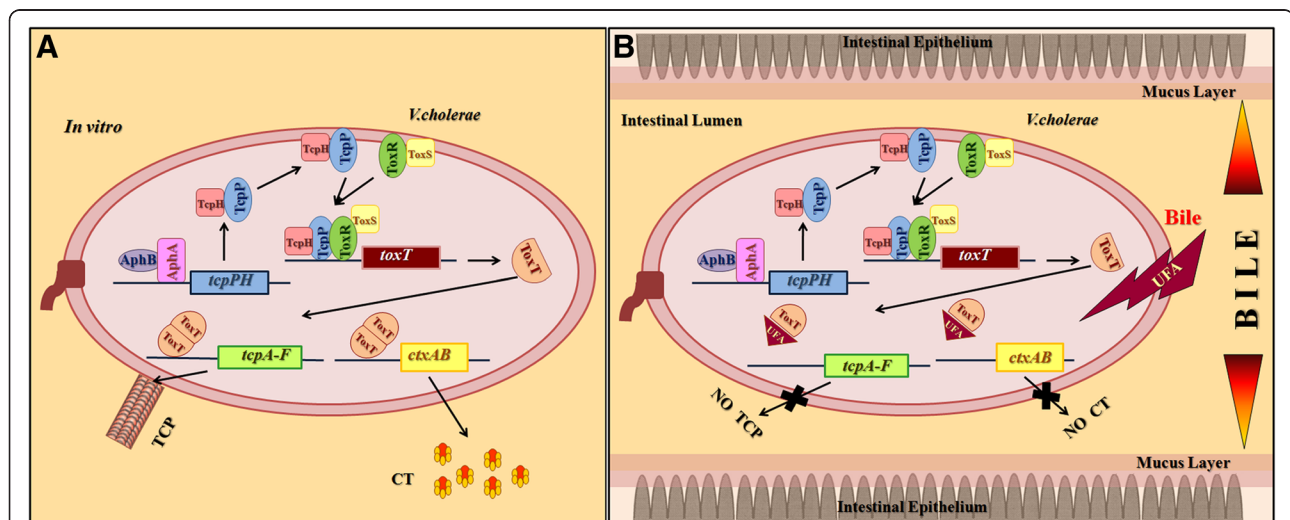 A
In vitro
V.cholerae
TcpH
TcpP
ToxR
ToxS
TcpH
TcpP
ToxS
TcpH
TcpP
ToxR
AphB
AphA
tcpPH
toxT
ToxT
ToxT
ToxT
ToxT
ToxT
tcpA-F
ctxAB
TCP
CT
B
Intestinal Epithelium
Mucus Layer
Intestinal Lumen
V.cholerae
TcpH
TcpP
ToxR
ToxS
TcpH
TcpP
ToxS
TcpH
TcpP
ToxR
AphB
AphA
tcpPH
toxT
ToxT
Bile
UFA
BILE
ToxT
UFA
ToxT
UFA
tcpA-F
ctxAB
NO TCP
NO CT
Mucus Layer
Intestinal Epithelium